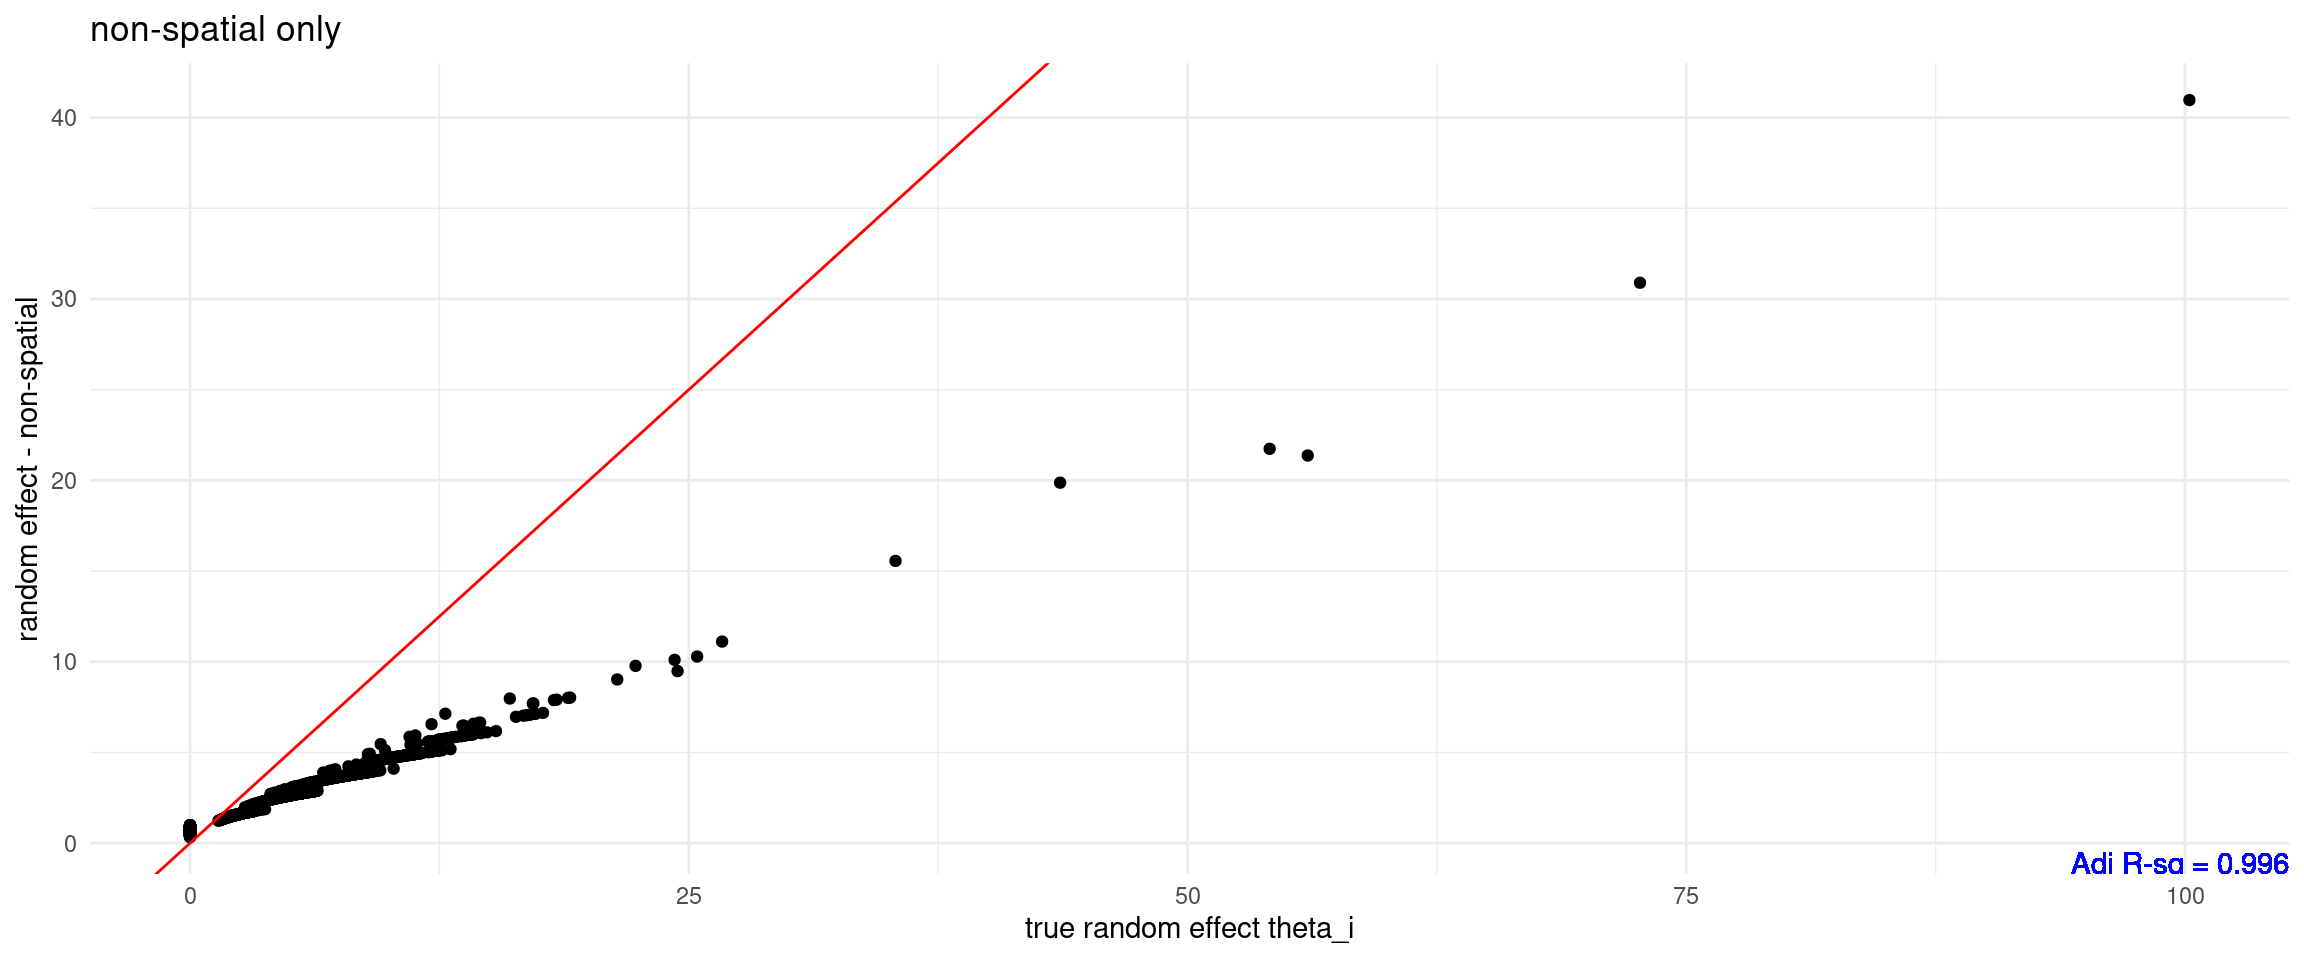 non-spatial only
random effect - non-spatial
40
30
20
10
0
Adj R-sq = 0.996
0 25 50 75 100
true random effect theta_i